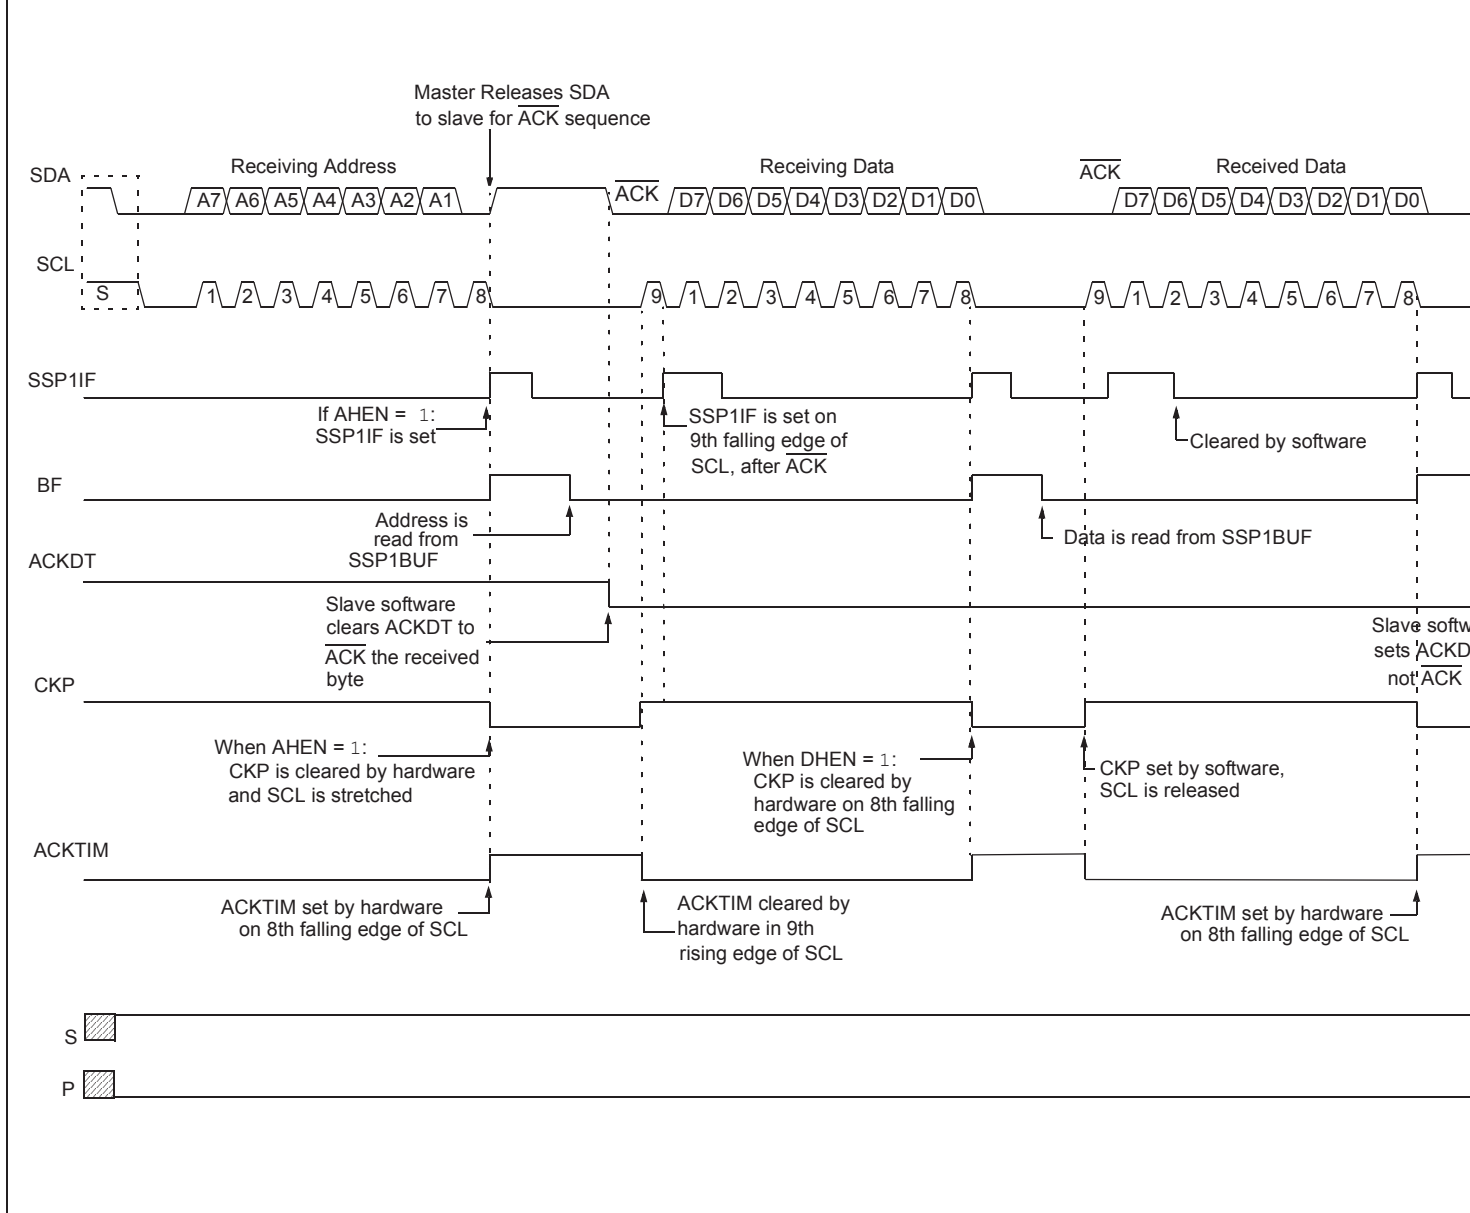 Master Releases SDA
to slave for ACK sequence
SDA
Receiving Address
ACK
Receiving Data
ACK
Received Data
A7 A6 A5 A4 A3 A2 A1
D7 D6 D5 D4 D3 D2 D1 D0
D7 D6 D5 D4 D3 D2 D1 D0
SCL
S
1 2 3 4 5 6 7 8
9 1 2 3 4 5 6 7 8
9 1 2 3 4 5 6 7 8
SSP1IF
If AHEN = 1:
SSP1IF is set
SSP1IF is set on
9th falling edge of
SCL, after ACK
Cleared by software
BF
Address is
read from
SSP1BUF
Data is read from SSP1BUF
ACKDT
Slave software
clears ACKDT to
ACK the received
byte
Slave softw
sets ACKD
not ACK
CKP
When AHEN = 1:
CKP is cleared by hardware
and SCL is stretched
When DHEN = 1:
CKP is cleared by
hardware on 8th falling
edge of SCL
CKP set by software,
SCL is released
ACKTIM
ACKTIM set by hardware
on 8th falling edge of SCL
ACKTIM cleared by
hardware in 9th
rising edge of SCL
ACKTIM set by hardware
on 8th falling edge of SCL
S
P